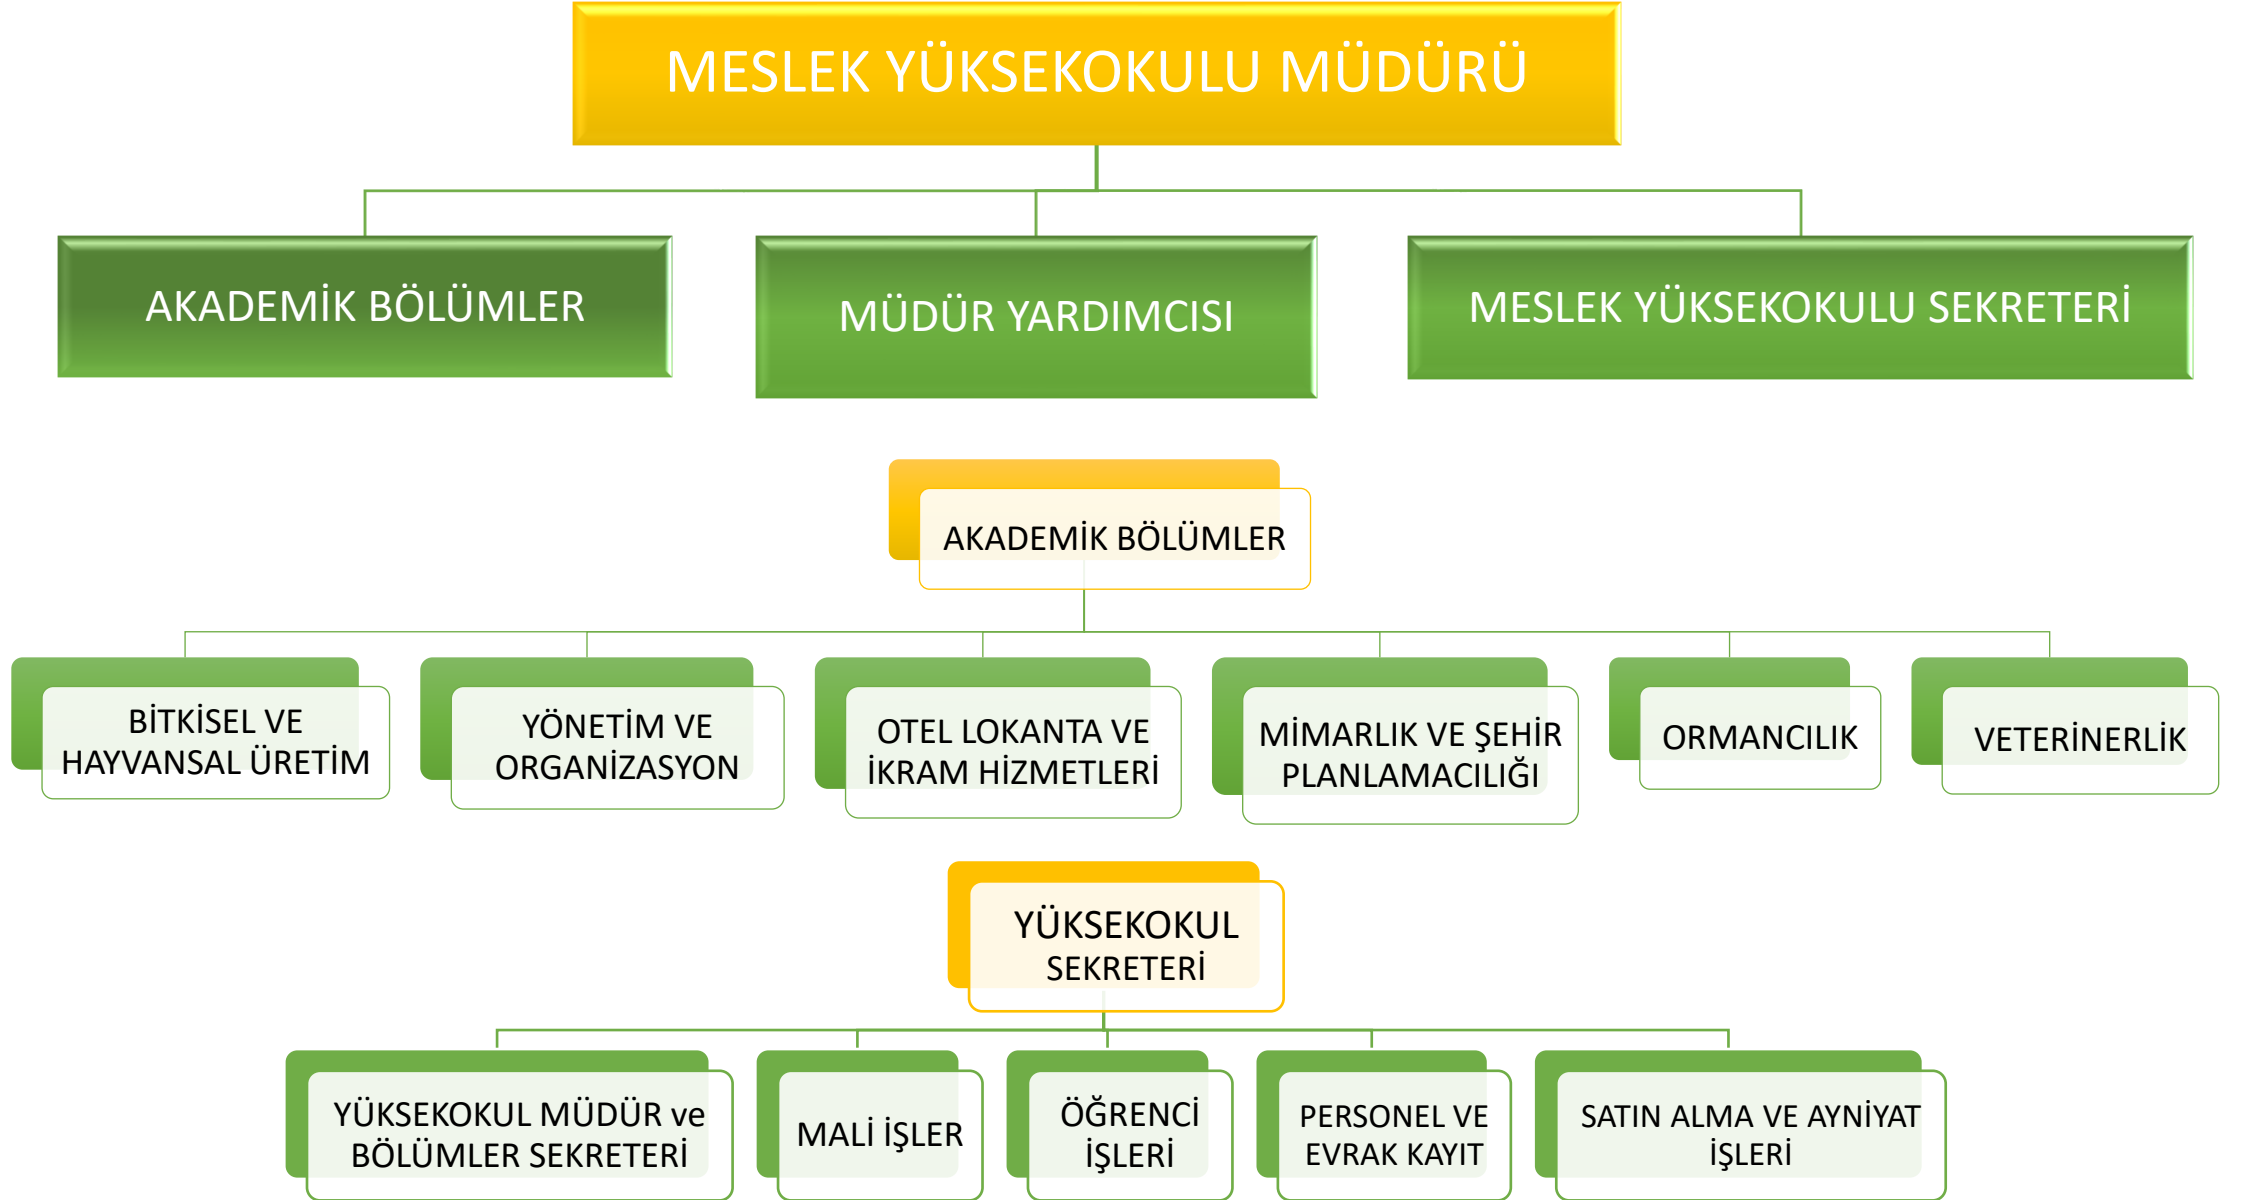 MESLEK YÜKSEKOKULU MÜDÜRÜ
AKADEMİK BÖLÜMLER
MÜDÜR YARDIMCISI
MESLEK YÜKSEKOKULU SEKRETERİ
AKADEMİK BÖLÜMLER
BİTKİSEL VE
HAYVANSAL ÜRETİM
YÖNETİM VE
ORGANİZASYON
OTEL LOKANTA VE
İKRAM HİZMETLERİ
MİMARLIK VE ŞEHİR
PLANLAMACILIĞI
ORMANCILIK
VETERİNERLİK
YÜKSEKOKUL
SEKRETERİ
YÜKSEKOKUL MÜDÜR ve
BÖLÜMLER SEKRETERİ
MALİ İŞLER
ÖĞRENCİ
İŞLERİ
PERSONEL VE
EVRAK KAYIT
SATIN ALMA VE AYNİYAT
İŞLERİ